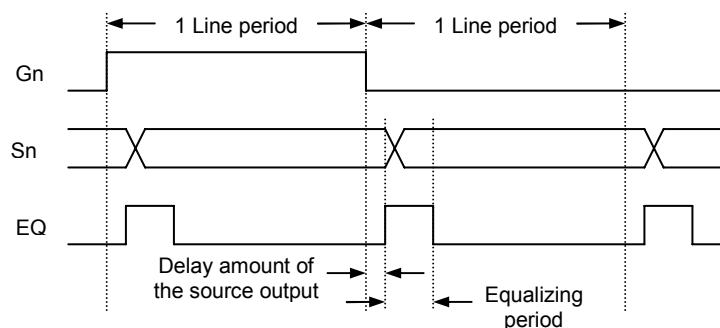 1 Line period
1 Line period
Gn
Sn
EQ
Delay amount of
the source output
Equalizing
period